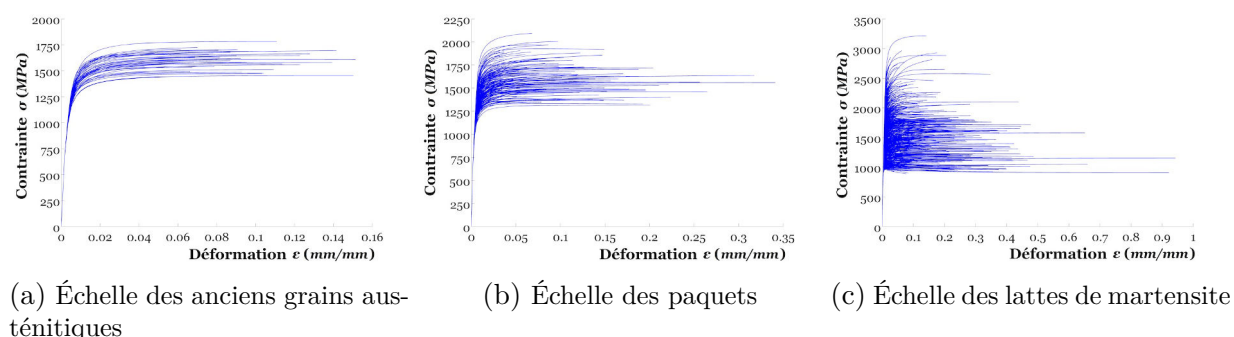 2000
1750
1500
1250
1000
750
500
250
0
Contrainte σ (MPa)
0 0.02 0.04 0.06 0.08 0.1 0.12 0.14 0.16
Déformation ε (mm/mm)
(a) Échelle des anciens grains aus-
ténitiques
2250
2000
1750
1500
1250
1000
750
500
250
0
Contrainte σ (MPa)
0 0.05 0.1 0.15 0.2 0.25 0.3 0.35
Déformation ε (mm/mm)
(b) Échelle des paquets
3500
3000
2500
2000
1500
1000
500
0
Contrainte σ (MPa)
0 0.1 0.2 0.3 0.4 0.5 0.6 0.7 0.8 0.9 1
Déformation ε (mm/mm)
(c) Échelle des lattes de martensite